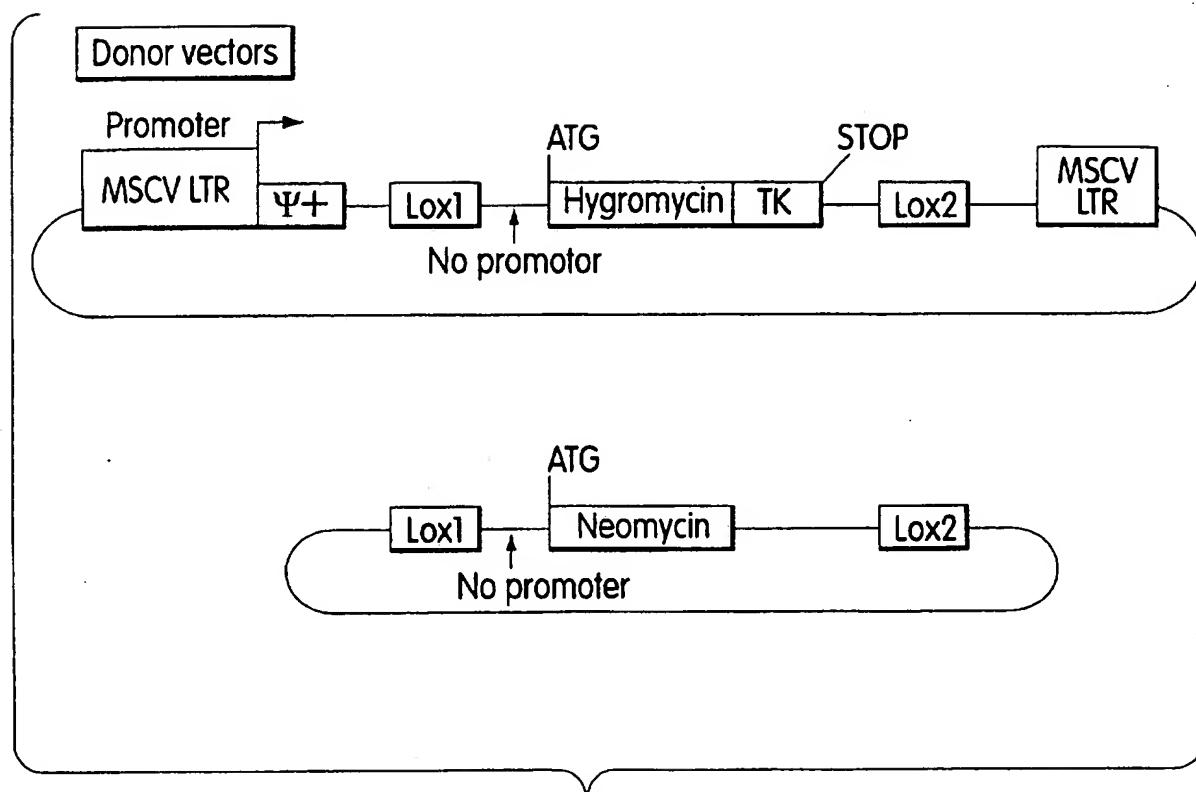 Donor vectors
Promoter
ATG
STOP
MSCV LTR
Ψ+
Lox1
Hygromycin
TK
Lox2
MSCV
LTR
No promotor
ATG
Lox1
Neomycin
Lox2
No promoter